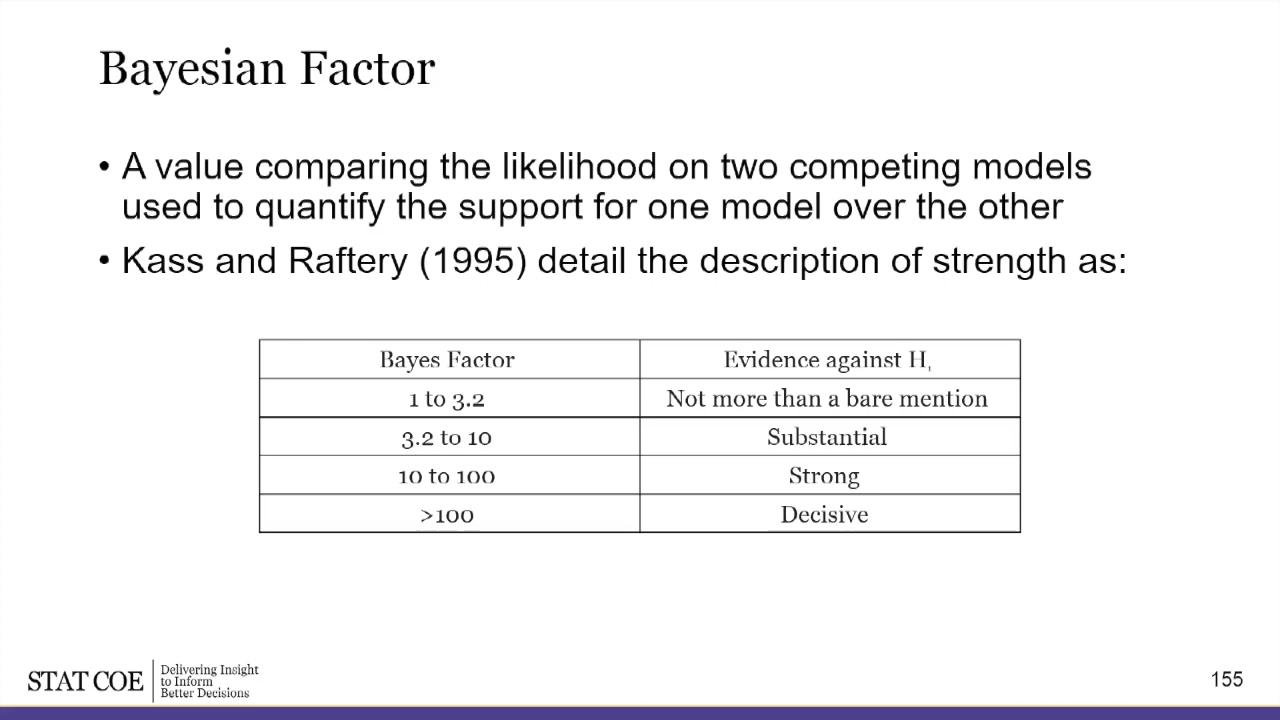 Bayesian Factor
• A value comparing the likelihood on two competing models
used to quantify the support for one model over the other
• Kass and Raftery (1995) detail the description of strength as:
Bayes Factor Evidence against H₁
1 to 3.2 Not more than a bare mention
3.2 to 10 Substantial
10 to 100 Strong
>100 Decisive
STAT COE
Delivering Insight
to Inform
Better Decisions
155